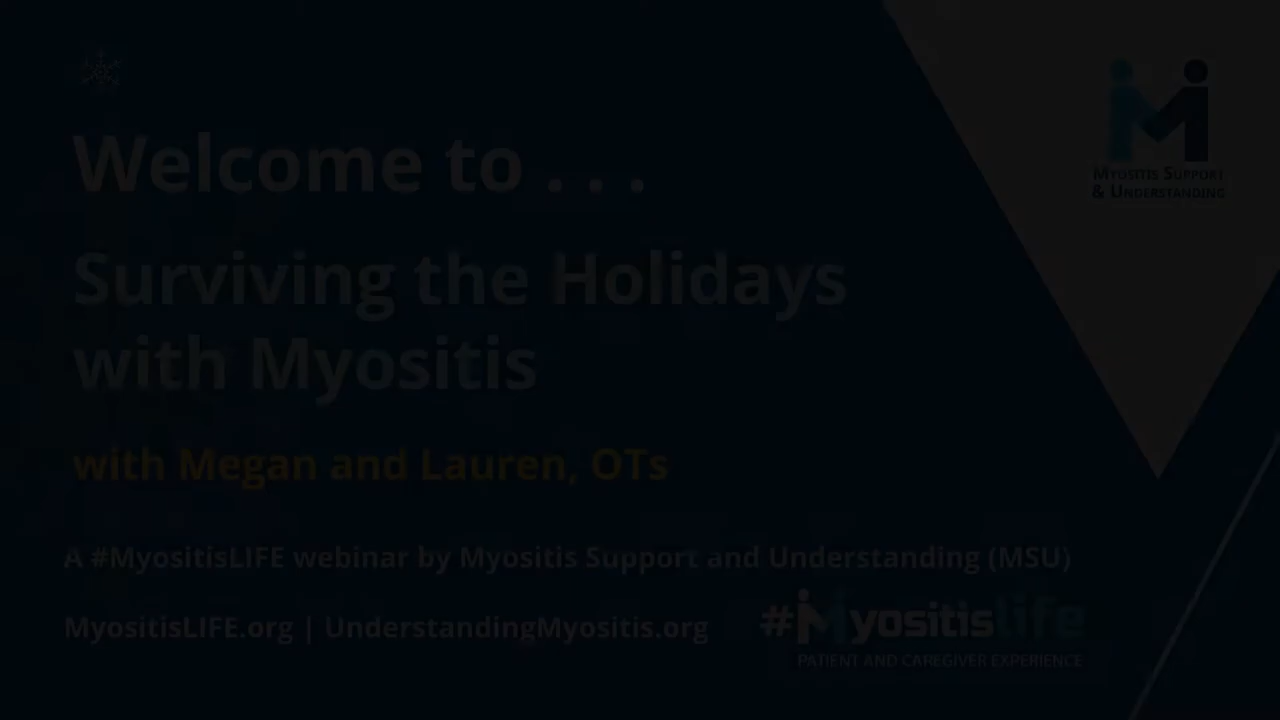 Welcome to . . .
Surviving the Holidays
with Myositis
with Megan and Lauren, OTs
A #MyositisLIFE webinar by Myositis Support and Understanding (MSU)
MyositisLIFE.org | UnderstandingMyositis.org
#Myositislife
PATIENT AND CAREGIVER EXPERIENCE
Myositis Support
& Understanding